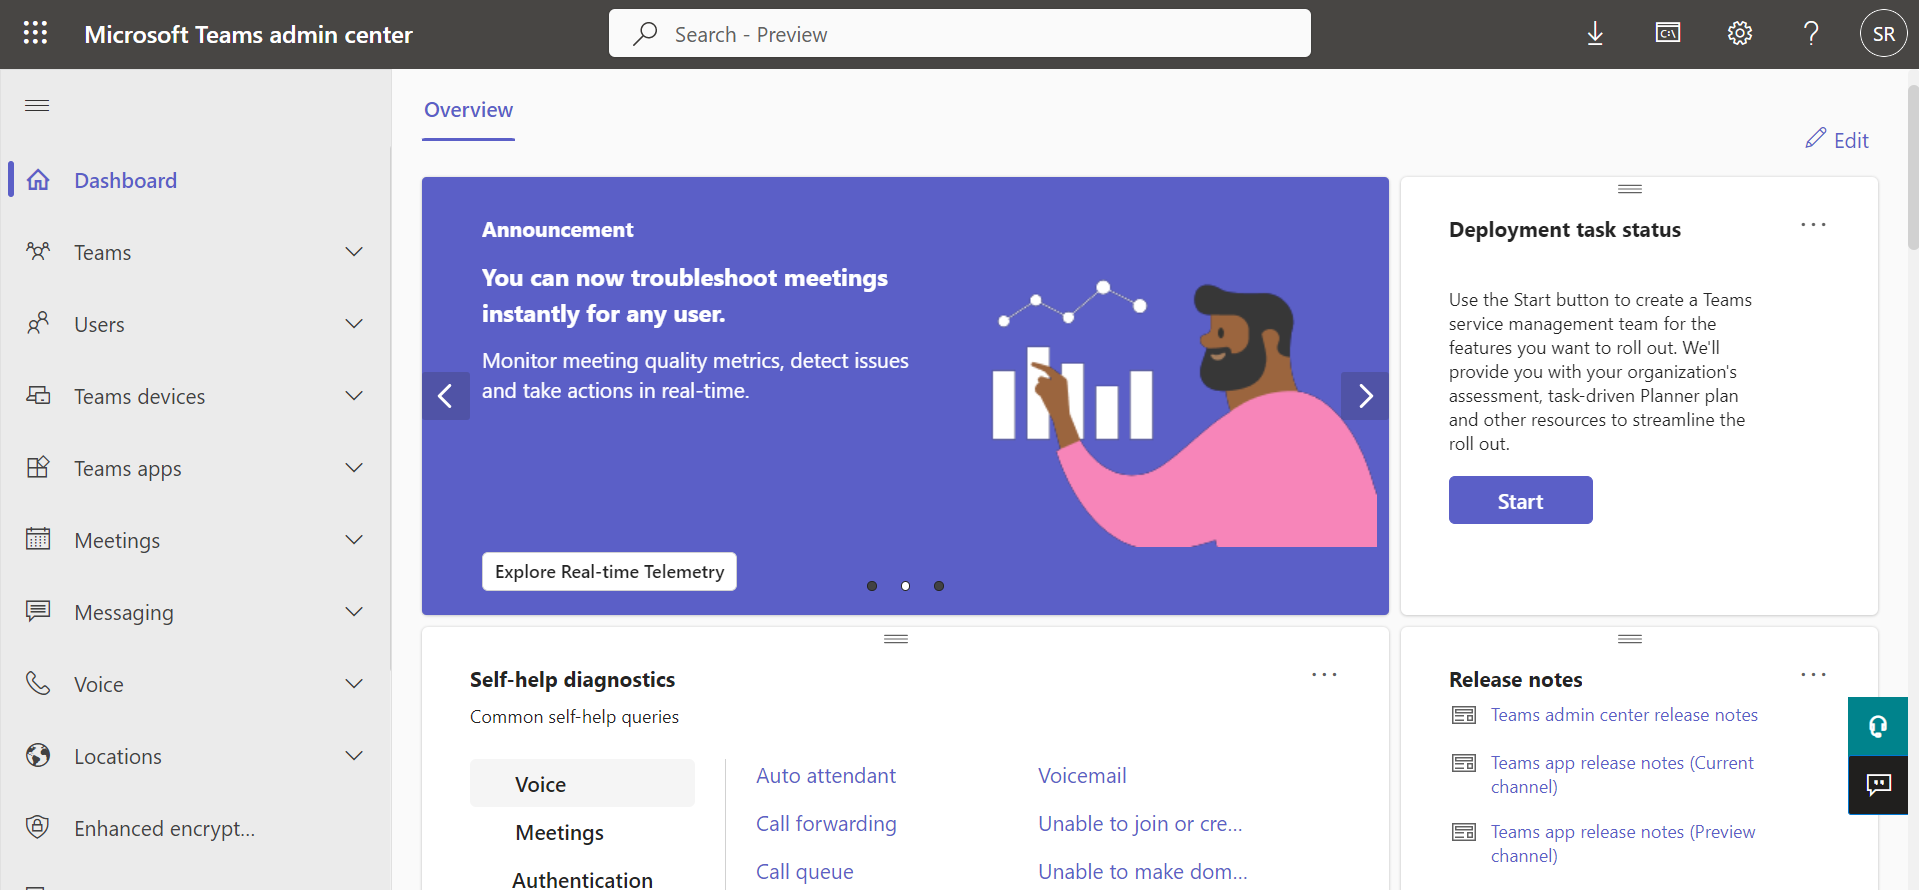 Microsoft Teams admin center
Search - Preview
C:\
?
SR
Overview
Edit
Dashboard
Teams
Users
Teams devices
Teams apps
Meetings
Messaging
Voice
Locations
Enhanced encrypt...
Announcement
You can now troubleshoot meetings
instantly for any user.
Monitor meeting quality metrics, detect issues
and take actions in real-time.
Explore Real-time Telemetry
Deployment task status
Use the Start button to create a Teams
service management team for the
features you want to roll out. We'll
provide you with your organization's
assessment, task-driven Planner plan
and other resources to streamline the
roll out.
Start
Self-help diagnostics
Common self-help queries
Voice
Meetings
Authentication
Auto attendant
Call forwarding
Call queue
Voicemail
Unable to join or cre...
Unable to make dom...
Release notes
Teams admin center release notes
Teams app release notes (Current
channel)
Teams app release notes (Preview
channel)